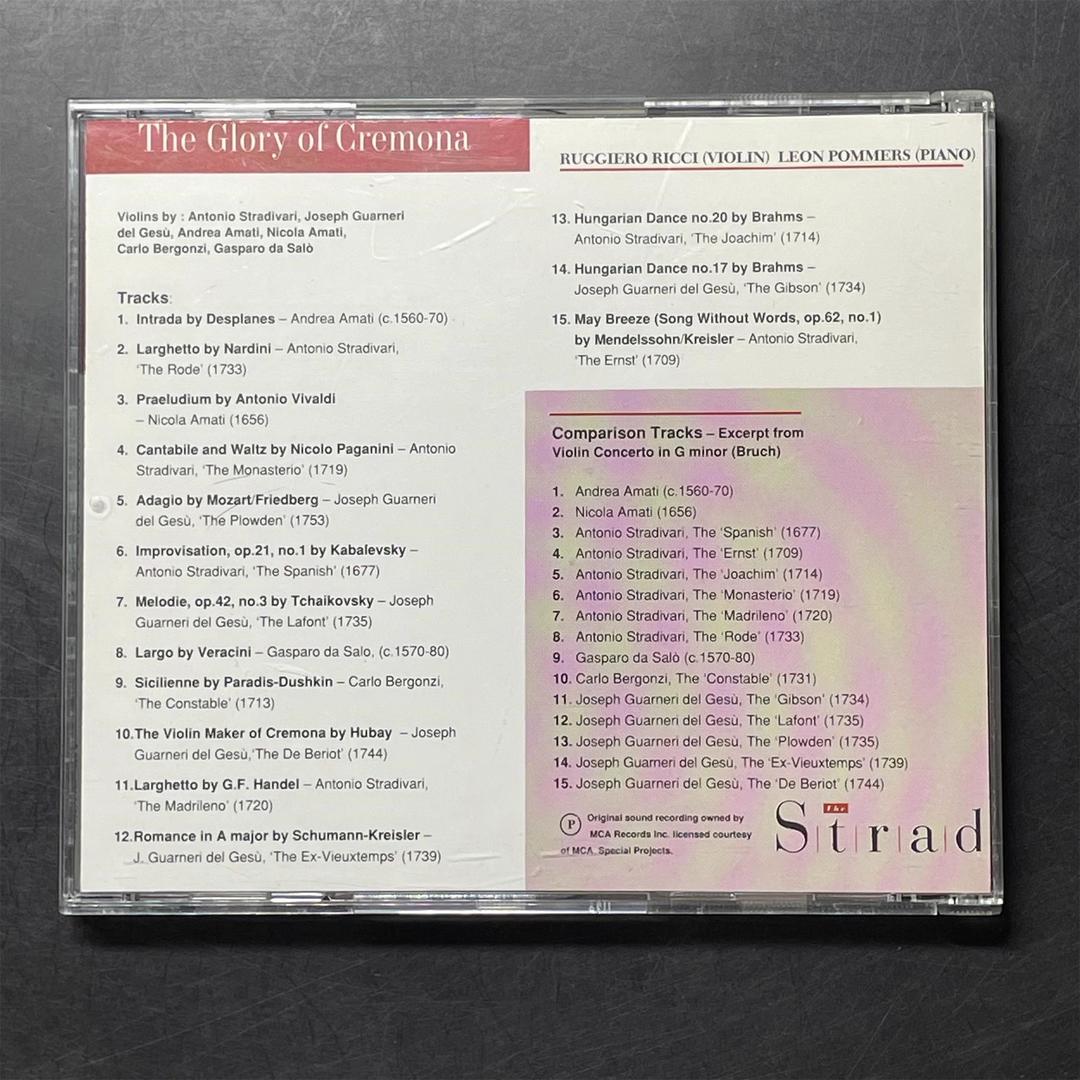 The Glory of Cremona
Violins by : Antonio Stradivari, Joseph Guarneri
del Gesù, Andrea Amati, Nicola Amati,
Carlo Bergonzi, Gasparo da Salò
Tracks:
1. Intrada by Desplanes – Andrea Amati (c.1560-70)
2. Larghetto by Nardini – Antonio Stradivari,
‘The Rode’ (1733)
3. Praeludium by Antonio Vivaldi
– Nicola Amati (1656)
4. Cantabile and Waltz by Nicolo Paganini – Antonio
Stradivari, ‘The Monasterio’ (1719)
5. Adagio by Mozart/Friedberg – Joseph Guarneri
del Gesù, ‘The Plowden’ (1753)
6. Improvisation, op.21, no.1 by Kabalevsky –
Antonio Stradivari, ‘The Spanish’ (1677)
7. Melodie, op.42, no.3 by Tchaikovsky – Joseph
Guarneri del Gesù, ‘The Lafont’ (1735)
8. Largo by Veracini – Gasparo da Salo, (c.1570-80)
9. Sicilienne by Paradis-Dushkin – Carlo Bergonzi,
‘The Constable’ (1713)
10.The Violin Maker of Cremona by Hubay – Joseph
Guarneri del Gesù,‘The De Beriot’ (1744)
11.Larghetto by G.F. Handel – Antonio Stradivari,
‘The Madrileno’ (1720)
12.Romance in A major by Schumann-Kreisler –
J. Guarneri del Gesù, ‘The Ex-Vieuxtemps’ (1739)
RUGGIERO RICCI (VIOLIN) LEON POMMERS (PIANO)
13. Hungarian Dance no.20 by Brahms –
Antonio Stradivari, ‘The Joachim’ (1714)
14. Hungarian Dance no.17 by Brahms –
Joseph Guarneri del Gesù, ‘The Gibson’ (1734)
15. May Breeze (Song Without Words, op.62, no.1)
by Mendelssohn/Kreisler – Antonio Stradivari,
‘The Ernst’ (1709)
Comparison Tracks – Excerpt from
Violin Concerto in G minor (Bruch)
1. Andrea Amati (c.1560-70)
2. Nicola Amati (1656)
3. Antonio Stradivari, The ‘Spanish’ (1677)
4. Antonio Stradivari, The ‘Ernst’ (1709)
5. Antonio Stradivari, The ‘Joachim’ (1714)
6. Antonio Stradivari, The ‘Monasterio’ (1719)
7. Antonio Stradivari, The ‘Madrileno’ (1720)
8. Antonio Stradivari, The ‘Rode’ (1733)
9. Gasparo da Salò (c.1570-80)
10. Carlo Bergonzi, The ‘Constable’ (1731)
11. Joseph Guarneri del Gesù, The ‘Gibson’ (1734)
12. Joseph Guarneri del Gesù, The ‘Lafont’ (1735)
13. Joseph Guarneri del Gesù, The ‘Plowden’ (1735)
14. Joseph Guarneri del Gesù, The ‘Ex-Vieuxtemps’ (1739)
15. Joseph Guarneri del Gesù, The ‘De Beriot’ (1744)
Ⓟ Original sound recording owned by
MCA Records Inc. licensed courtesy
of MCA Special Projects.
The
Strad